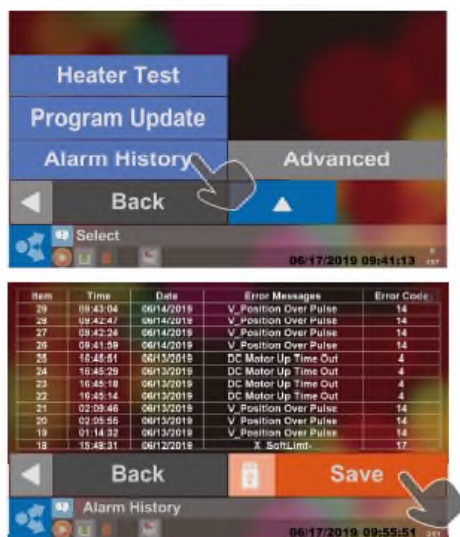 Heater Test
Program Update
Alarm History Advanced
Back
Select
06/17/2019 09:41:13
Item Time Date Error Messages Error Code
29 09:43:04 06/14/2019 V_Position Over Pulse 14
28 09:42:47 06/14/2019 V_Position Over Pulse 14
27 09:42:24 06/14/2019 V_Position Over Pulse 14
26 09:41:59 06/14/2019 V_Position Over Pulse 14
25 16:45:51 06/13/2019 DC Motor Up Time Out 4
24 16:45:29 06/13/2019 DC Motor Up Time Out 4
23 16:45:18 06/13/2019 DC Motor Up Time Out 4
22 16:45:14 06/13/2019 DC Motor Up Time Out 4
21 02:09:46 06/13/2019 V_Position Over Pulse 14
20 02:05:55 06/13/2019 V_Position Over Pulse 14
19 01:14:32 06/13/2019 V_Position Over Pulse 14
18 15:49:31 06/12/2019 X_SoftLimt- 17
Back Save
Alarm History
06/17/2019 09:55:51